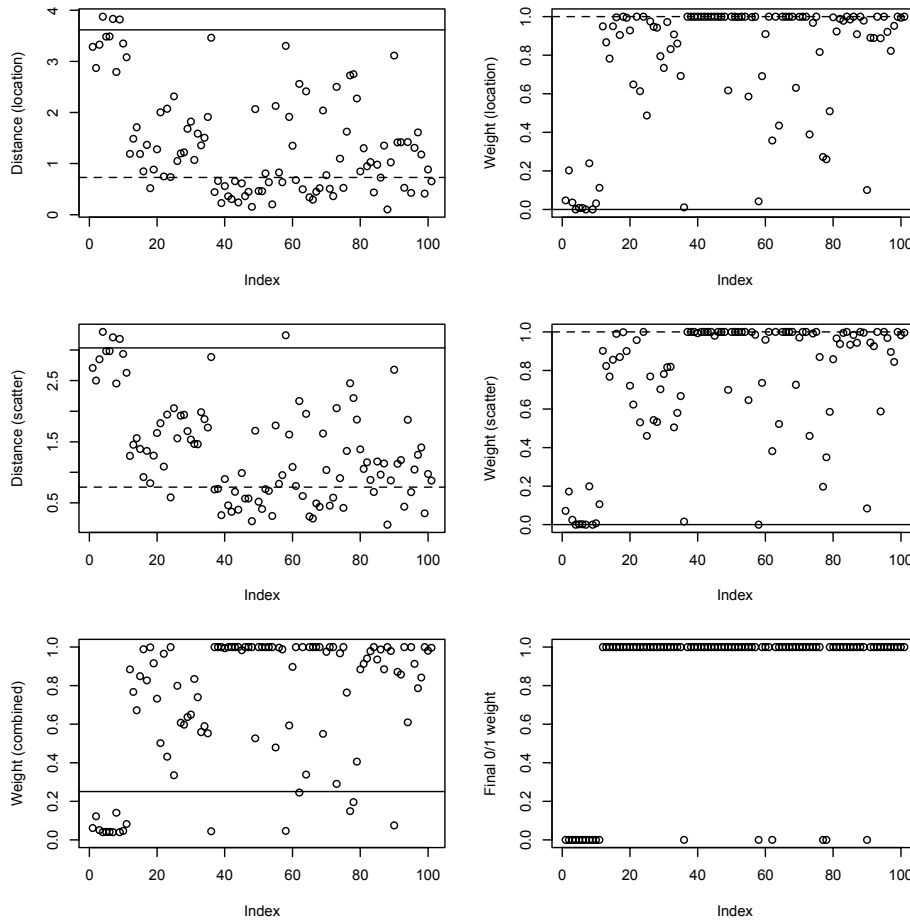 Distance (location)
0 1 2 3 4
0 20 40 60 80 100
Index
Weight (location)
0.0 0.2 0.4 0.6 0.8 1.0
0 20 40 60 80 100
Index
Distance (scatter)
0.5 1.5 2.5
0 20 40 60 80 100
Index
Weight (scatter)
0.0 0.2 0.4 0.6 0.8 1.0
0 20 40 60 80 100
Index
Weight (combined)
0.0 0.2 0.4 0.6 0.8 1.0
0 20 40 60 80 100
Index
Final 0/1 weight
0.0 0.2 0.4 0.6 0.8 1.0
0 20 40 60 80 100
Index